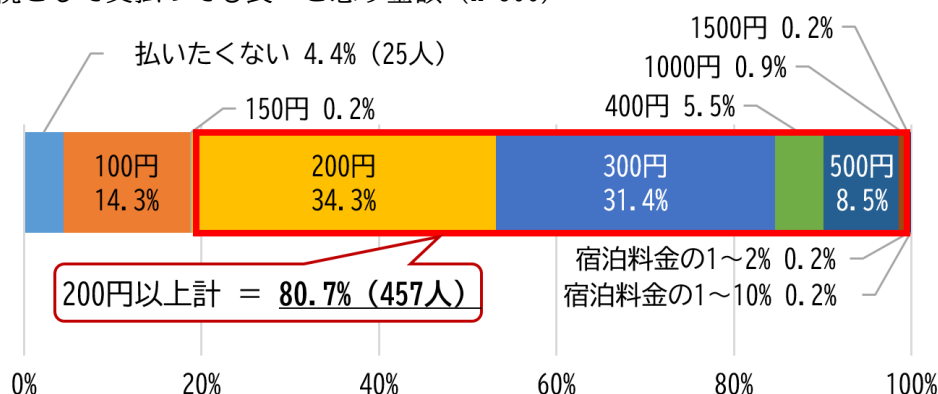 1500円 0.2%
払いたくない 4.4%（25人）
1000円 0.9%
150円 0.2%
400円 5.5%
100円
14.3%
200円
34.3%
300円
31.4%
500円
8.5%
宿泊料金の1～2% 0.2%
宿泊料金の1～10% 0.2%
200円以上計 ＝ 80.7%（457人）
0%
20%
40%
60%
80%
100%